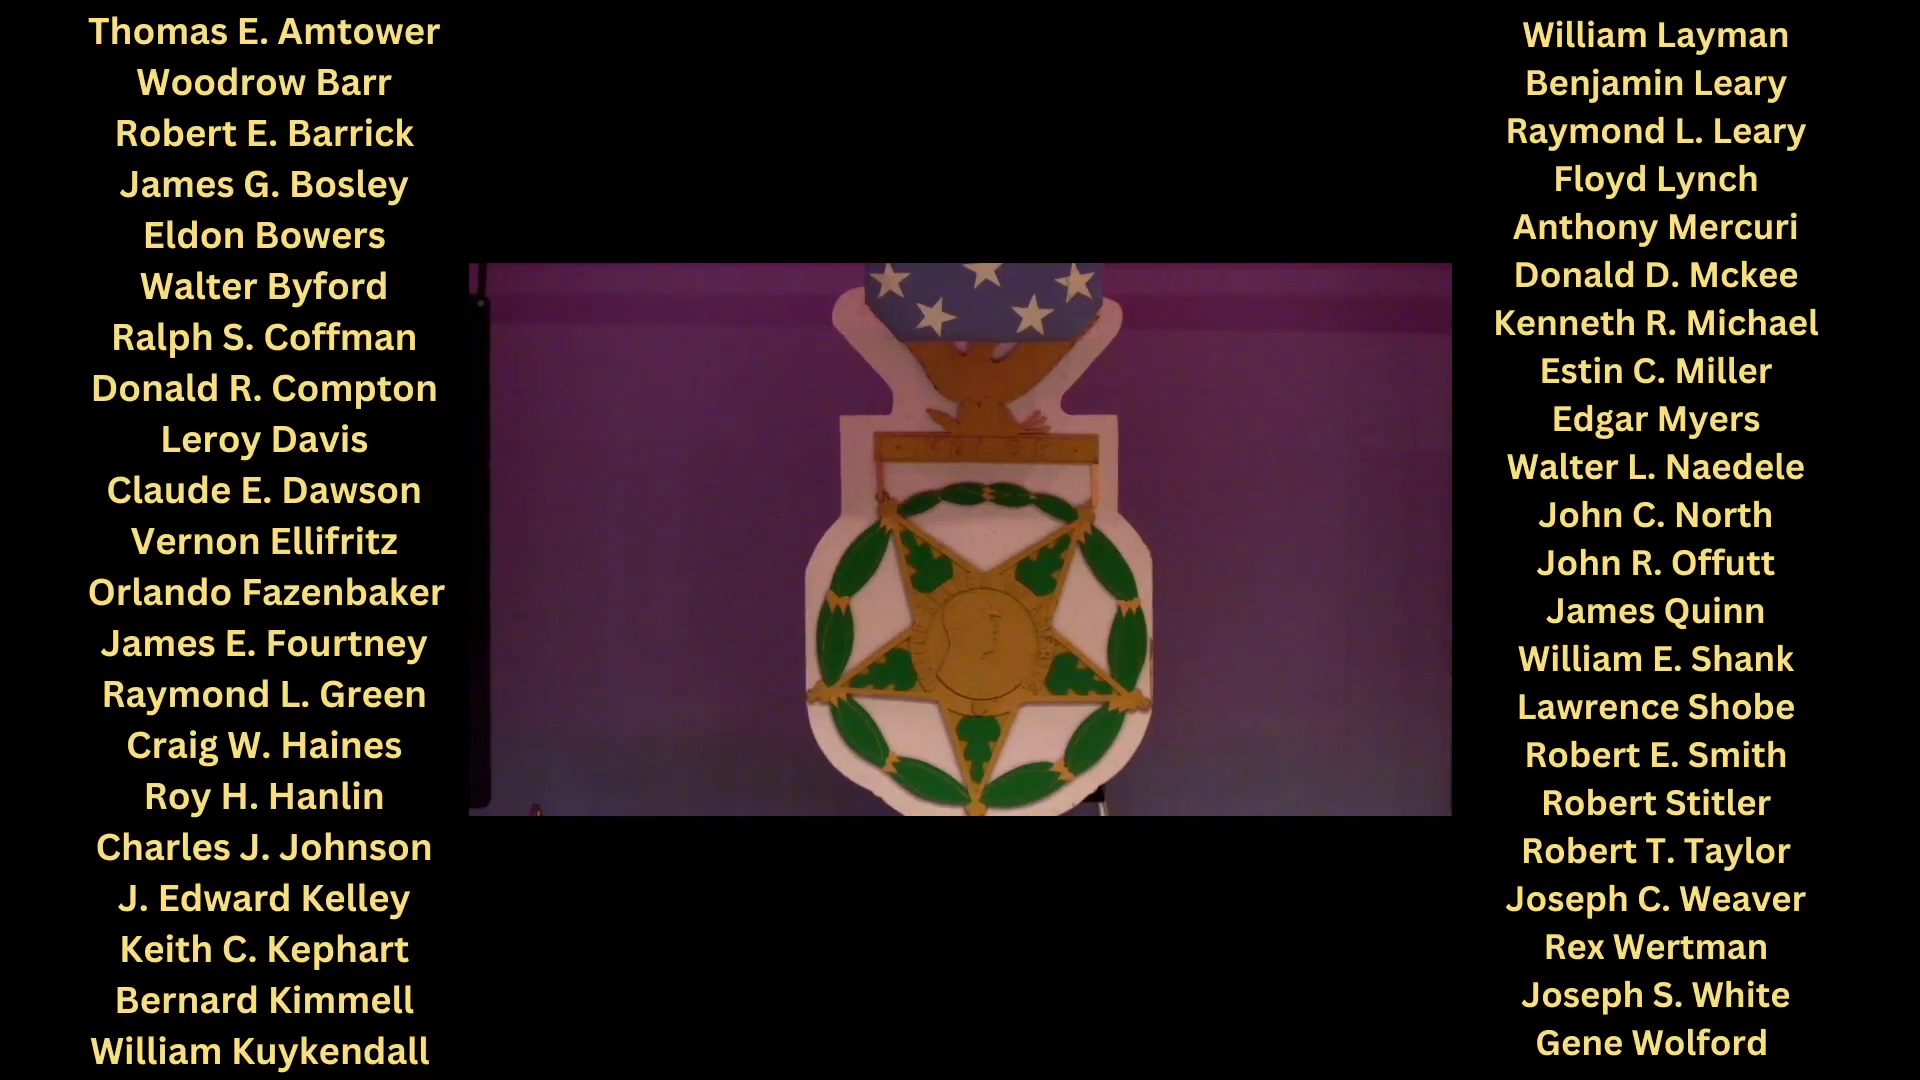 Thomas E. Amtower
Woodrow Barr
Robert E. Barrick
James G. Bosley
Eldon Bowers
Walter Byford
Ralph S. Coffman
Donald R. Compton
Leroy Davis
Claude E. Dawson
Vernon Ellifritz
Orlando Fazenbaker
James E. Fourtney
Raymond L. Green
Craig W. Haines
Roy H. Hanlin
Charles J. Johnson
J. Edward Kelley
Keith C. Kephart
Bernard Kimmell
William Kuykendall
William Layman
Benjamin Leary
Raymond L. Leary
Floyd Lynch
Anthony Mercuri
Donald D. Mckee
Kenneth R. Michael
Estin C. Miller
Edgar Myers
Walter L. Naedele
John C. North
John R. Offutt
James Quinn
William E. Shank
Lawrence Shobe
Robert E. Smith
Robert Stitler
Robert T. Taylor
Joseph C. Weaver
Rex Wertman
Joseph S. White
Gene Wolford